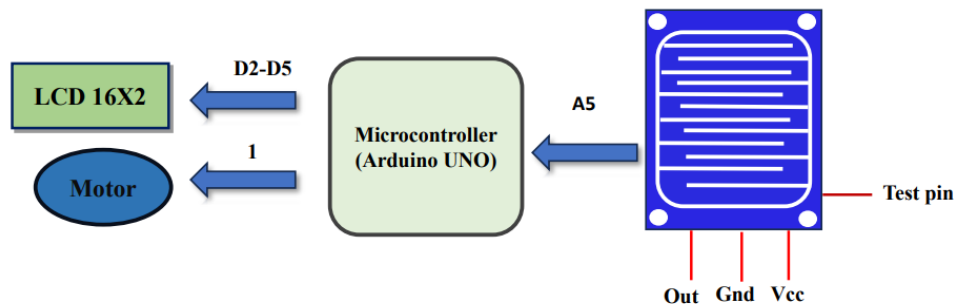 D2-D5
LCD 16X2
1
Motor
Microcontroller
(Arduino UNO)
A5
Test pin
Out Gnd Vcc